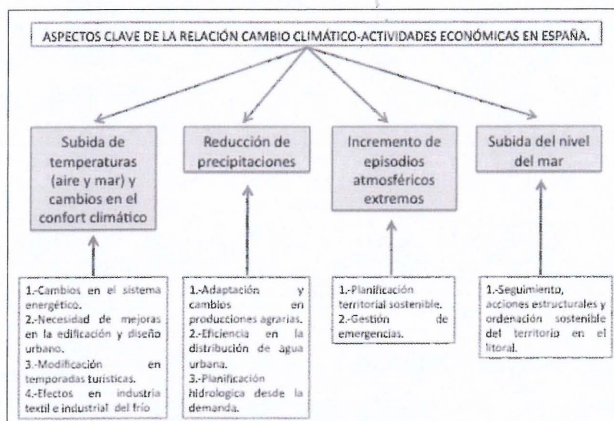 ASPECTOS CLAVE DE LA RELACIÓN CAMBIO CLIMÁTICO-ACTIVIDADES ECONÓMICAS EN ESPAÑA.
Subida de
temperaturas
(aire y mar) y
cambios en el
confort climático
Reducción de
precipitaciones
Incremento de
episodios
atmosféricos
extremos
Subida del nivel
del mar
1.-Cambios en el sistema
energético.
2.-Necesidad de mejoras
en la edificación y diseño
urbano.
3.-Modificación en
temporadas turísticas.
4.-Efectos en industria
textil e industrial del frío
1.-Adaptación y
cambios en
producciones agrarias.
2.-Eficiencia en la
distribución de agua
urbana.
3.-Planificación
hidrologica desde la
demanda.
1.-Planificación
territorial sostenible.
2.-Gestión de
emergencias.
1.-Seguimiento,
acciones estructurales y
ordenación sostenible
del territorio en el
litoral.